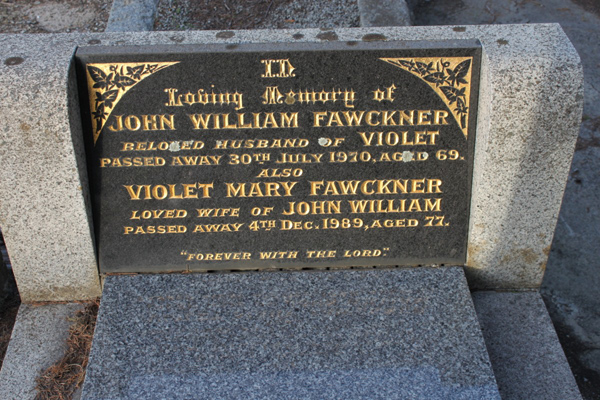 In
Loving Memory of
JOHN WILLIAM FAWCKNER
BELOVED HUSBAND OF VIOLET
PASSED AWAY 30TH JULY 1970, AGED 69.
ALSO
VIOLET MARY FAWCKNER
LOVED WIFE OF JOHN WILLIAM
PASSED AWAY 4TH DEC. 1989, AGED 77.
"FOREVER WITH THE LORD."